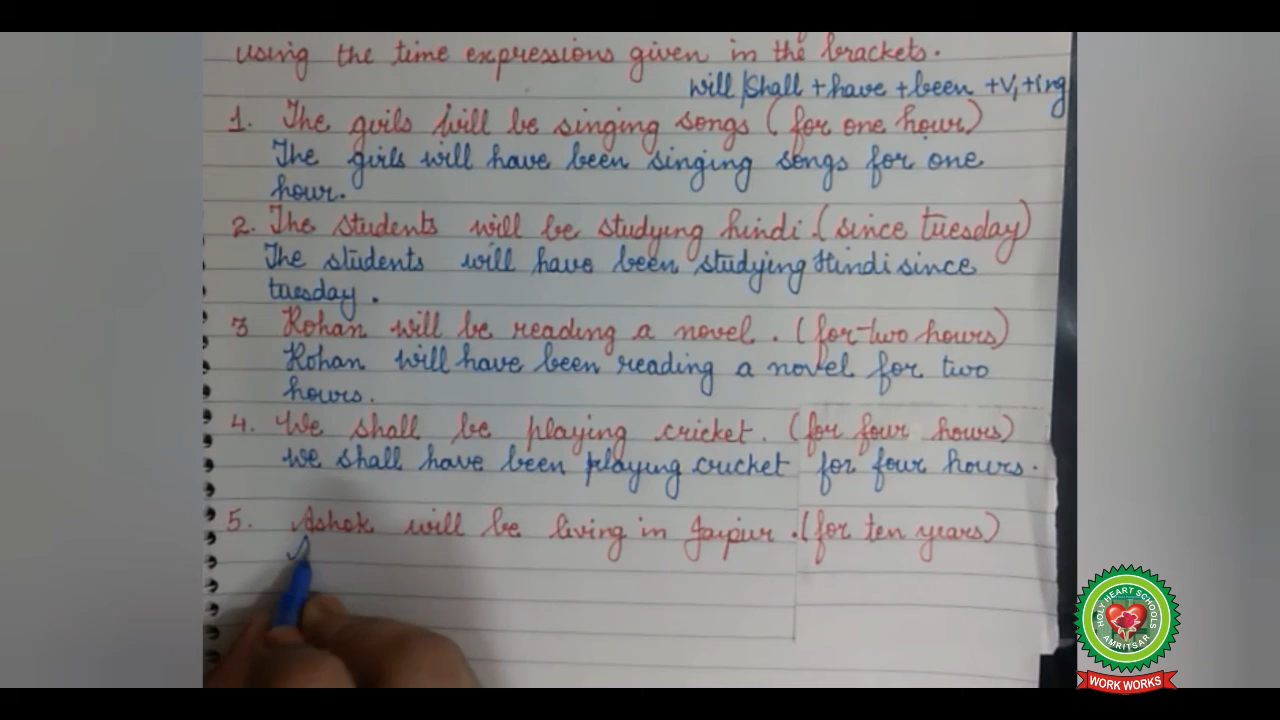 using the time expressions given in the brackets.
will/shall + have + been + V1 + ing
1. The girls will be singing songs (for one hour)
The girls will have been singing songs for one
hour.
2. The students will be studying hindi. (since tuesday)
The students will have been studying Hindi since
tuesday.
3 Rohan will be reading a novel. (for two hours)
Rohan will have been reading a novel for two
hours.
4. We shall be playing cricket. (for four hours)
we shall have been playing cricket for four hours.
5. Ashok will be living in Jaipur. (for ten years)
HOLY HEART SCHOOLS
AMRITSAR
WORK WORKS